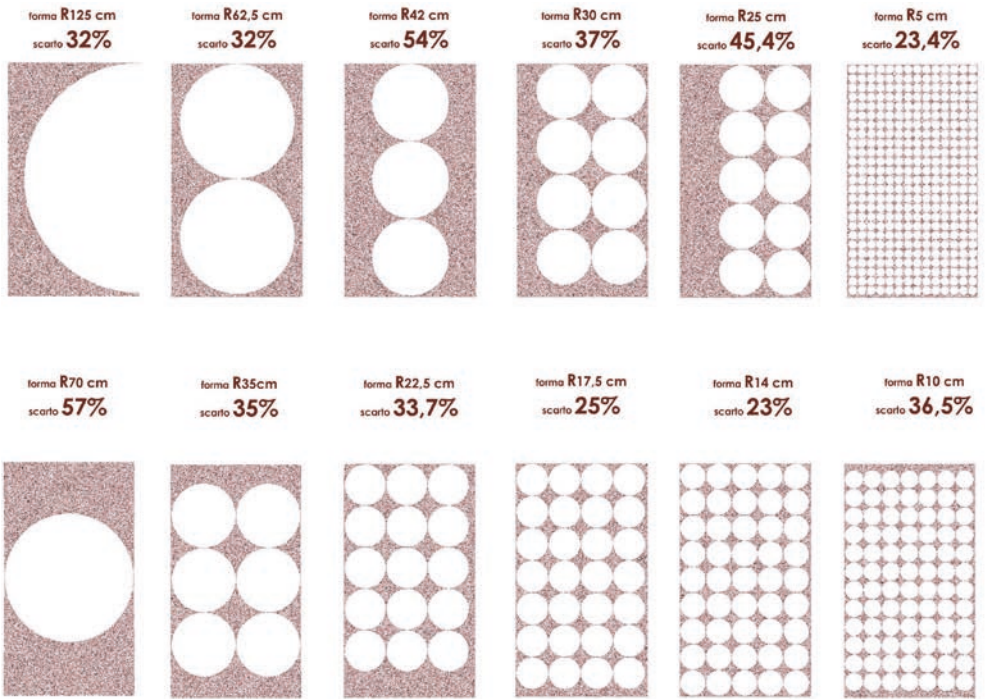 forma R125 cm
scarto 32%
forma R62,5 cm
scarto 32%
forma R42 cm
scarto 54%
forma R30 cm
scarto 37%
forma R25 cm
scarto 45,4%
forma R5 cm
scarto 23,4%
forma R70 cm
scarto 57%
forma R35cm
scarto 35%
forma R22,5 cm
scarto 33,7%
forma R17,5 cm
scarto 25%
forma R14 cm
scarto 23%
forma R10 cm
scarto 36,5%